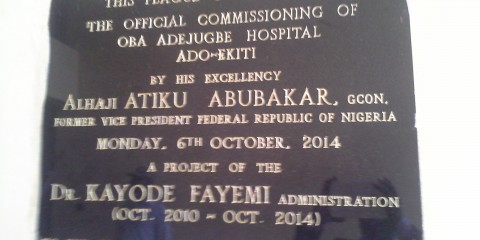 THIS PLAQUE
THE OFFICIAL COMMISSIONING OF
OBA ADEJUGBE HOSPITAL
ADO-EKITI
BY HIS EXCELLENCY
ALHAJI ATIKU ABUBAKAR, GCON,
FORMER VICE PRESIDENT FEDERAL REPUBLIC OF NIGERIA
MONDAY, 6TH OCTOBER, 2014
A PROJECT OF THE
DR. KAYODE FAYEMI ADMINISTRATION
(OCT. 2010 ~ OCT. 2014)